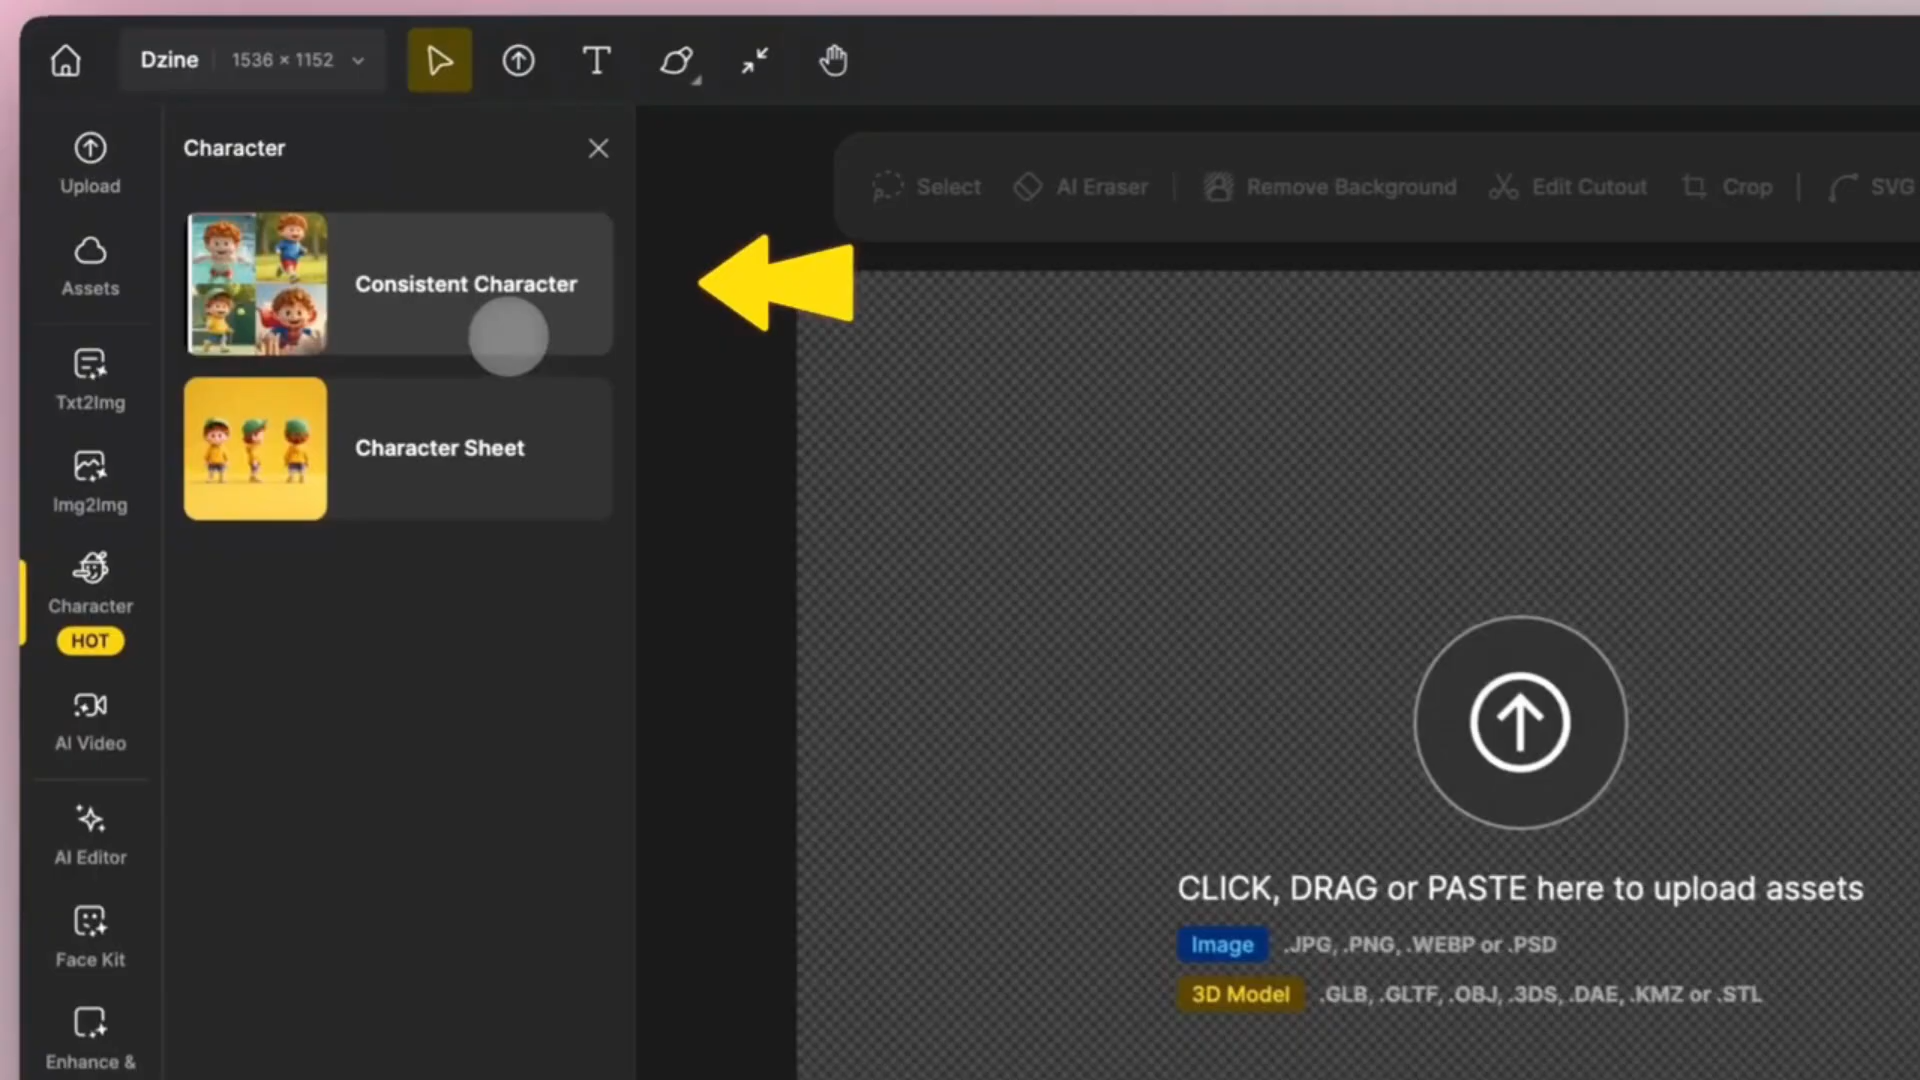 Dzine 1536 × 1152
Upload
Assets
Txt2Img
Img2Img
Character
HOT
AI Video
AI Editor
Face Kit
Enhance &
Character
Consistent Character
Character Sheet
Select AI Eraser Remove Background Edit Cutout Crop SVG
CLICK, DRAG or PASTE here to upload assets
Image .JPG, .PNG, .WEBP or .PSD
3D Model .GLB, .GLTF, .OBJ, .3DS, .DAE, .KMZ or .STL